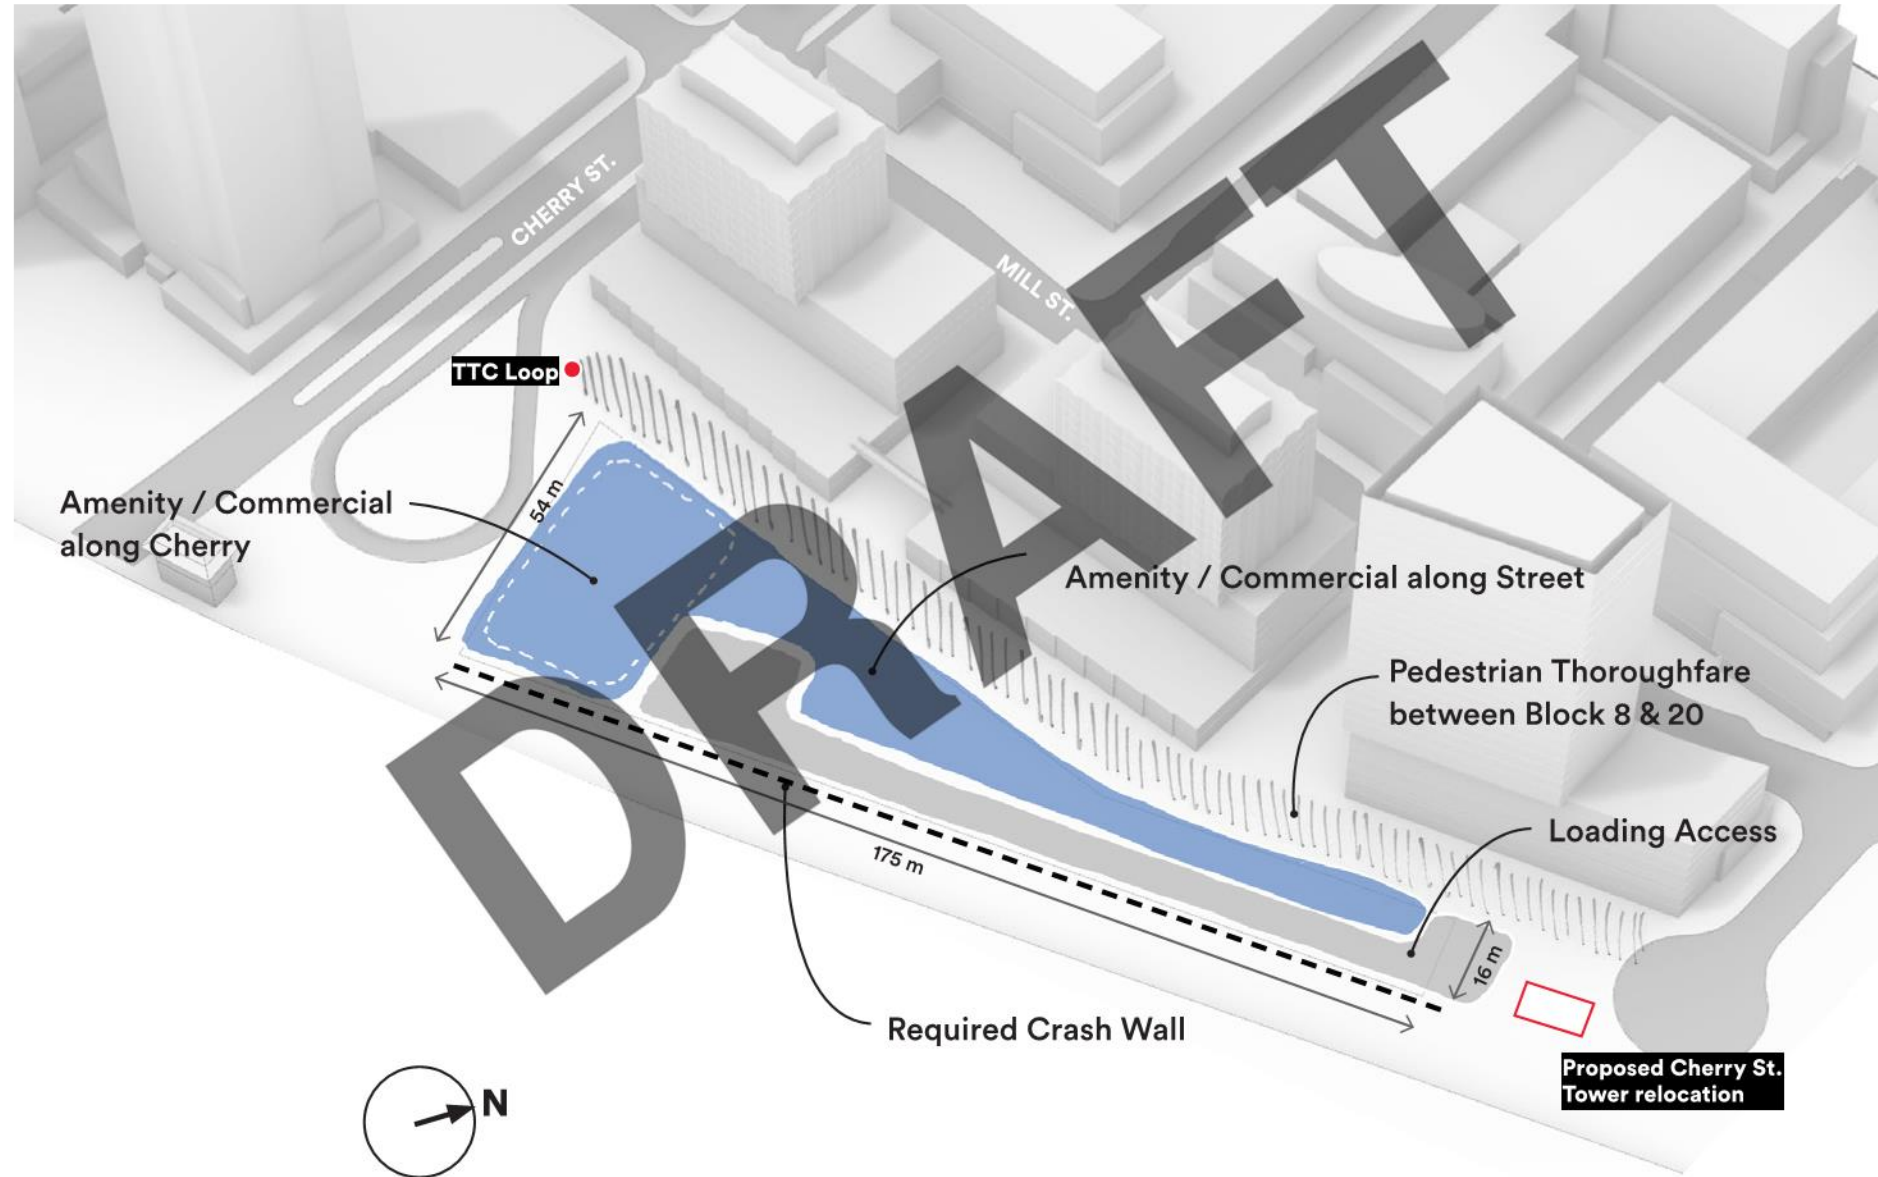 CHERRY ST.
MILL ST.
TTC Loop
54 m
Amenity / Commercial
along Cherry
Amenity / Commercial along Street
Pedestrian Thoroughfare
between Block 8 & 20
Loading Access
175 m
16 m
Required Crash Wall
Proposed Cherry St.
Tower relocation
N
DRAFT